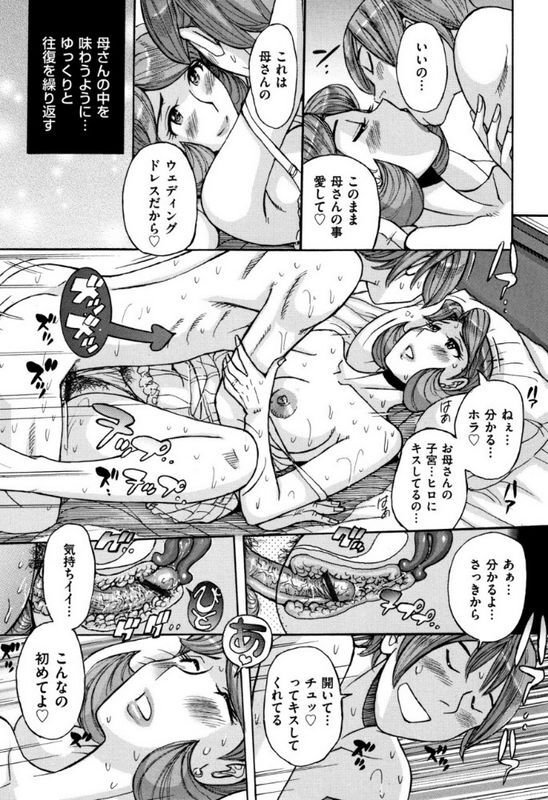 いいの…
このまま
母さんの事
愛して♡
これは
母さんの
ウェディング
ドレスだから♡
母さんの中を
味わうように…
ゆっくりと
往復を繰り返す
ねぇ…
分かる…
ホラ♡
お母さんの
子宮…ヒロに
キスしてるの…
あぁ…
分かるよ…
さっきから
開いて…
チュッ♡
ってキスして
くれてる
気持ちイイ…
こんなの
初めてよ♡